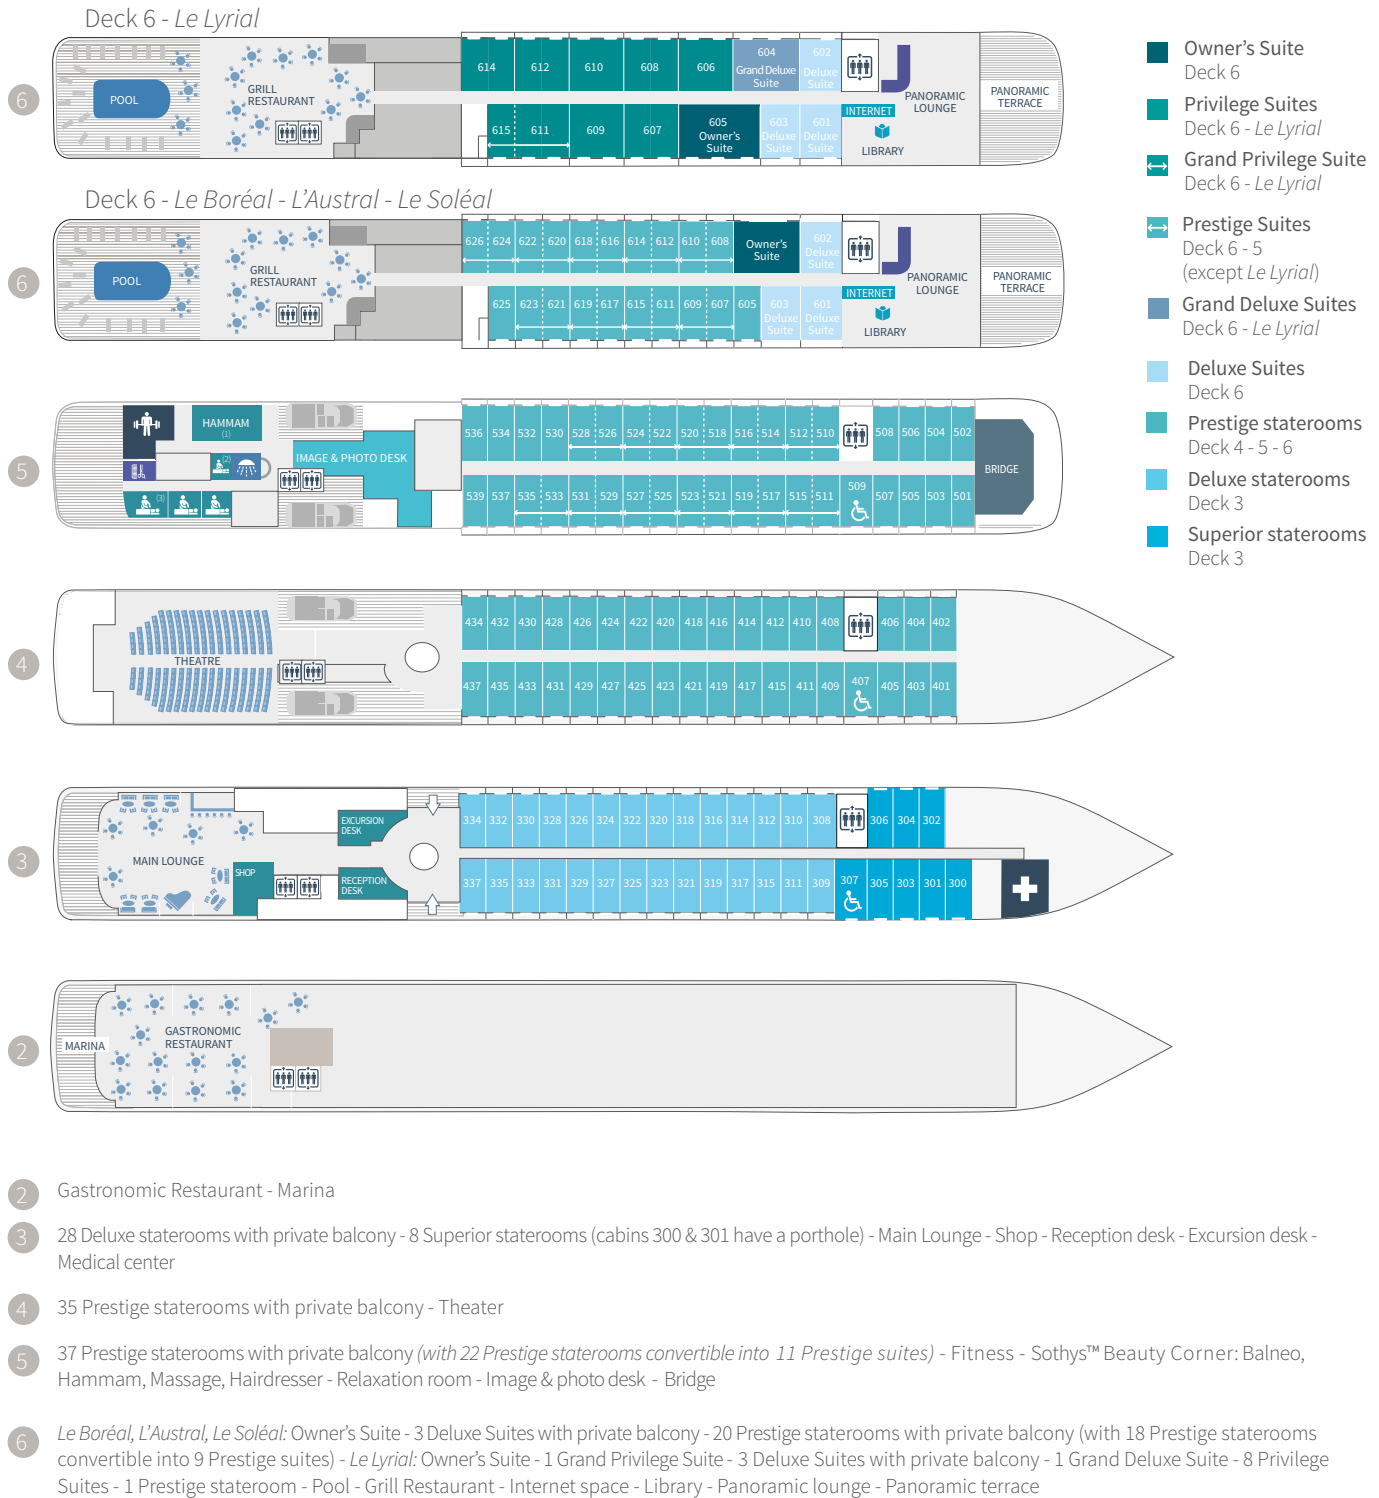 Deck 6 - Le Lyrial
6
POOL
GRILL
RESTAURANT
614 612 610 608 606
604
Grand Deluxe
Suite
602
Deluxe
Suite
615 611 609 607
605
Owner's
Suite
603
Deluxe
Suite
601
Deluxe
Suite
INTERNET
LIBRARY
PANORAMIC
LOUNGE
PANORAMIC
TERRACE
Deck 6 - Le Boréal - L'Austral - Le Soléal
6
POOL
GRILL
RESTAURANT
626 624 622 620 618 616 614 612 610 608
Owner's
Suite
602
Deluxe
Suite
625 623 621 619 617 615 611 609 607 605
603
Deluxe
Suite
601
Deluxe
Suite
INTERNET
LIBRARY
PANORAMIC
LOUNGE
PANORAMIC
TERRACE
5
HAMMAM
(1)
(2)
(3)
IMAGE & PHOTO DESK
536 534 532 530 528 526 524 522 520 518 516 514 512 510 508 506 504 502
539 537 535 533 531 529 527 525 523 521 519 517 515 511 509 507 505 503 501
BRIDGE
4
THEATRE
434 432 430 428 426 424 422 420 418 416 414 412 410 408 406 404 402
437 435 433 431 429 427 425 423 421 419 417 415 411 409 407 405 403 401
3
MAIN LOUNGE
SHOP
EXCURSION
DESK
RECEPTION
DESK
334 332 330 328 326 324 322 320 318 316 314 312 310 308 306 304 302
337 335 333 331 329 327 325 323 321 319 317 315 311 309 307 305 303 301 300
2
MARINA
GASTRONOMIC
RESTAURANT
Owner's Suite
Deck 6
Privilege Suites
Deck 6 - Le Lyrial
Grand Privilege Suite
Deck 6 - Le Lyrial
Prestige Suites
Deck 6 - 5
(except Le Lyrial)
Grand Deluxe Suites
Deck 6 - Le Lyrial
Deluxe Suites
Deck 6
Prestige staterooms
Deck 4 - 5 - 6
Deluxe staterooms
Deck 3
Superior staterooms
Deck 3
2
Gastronomic Restaurant - Marina
3
28 Deluxe staterooms with private balcony - 8 Superior staterooms (cabins 300 & 301 have a porthole) - Main Lounge - Shop - Reception desk - Excursion desk -
Medical center
4
35 Prestige staterooms with private balcony - Theater
5
37 Prestige staterooms with private balcony (with 22 Prestige staterooms convertible into 11 Prestige suites) - Fitness - Sothys™ Beauty Corner: Balneo,
Hammam, Massage, Hairdresser - Relaxation room - Image & photo desk - Bridge
6
Le Boréal, L'Austral, Le Soléal: Owner's Suite - 3 Deluxe Suites with private balcony - 20 Prestige staterooms with private balcony (with 18 Prestige staterooms
convertible into 9 Prestige suites) - Le Lyrial: Owner's Suite - 1 Grand Privilege Suite - 3 Deluxe Suites with private balcony - 1 Grand Deluxe Suite - 8 Privilege
Suites - 1 Prestige stateroom - Pool - Grill Restaurant - Internet space - Library - Panoramic lounge - Panoramic terrace